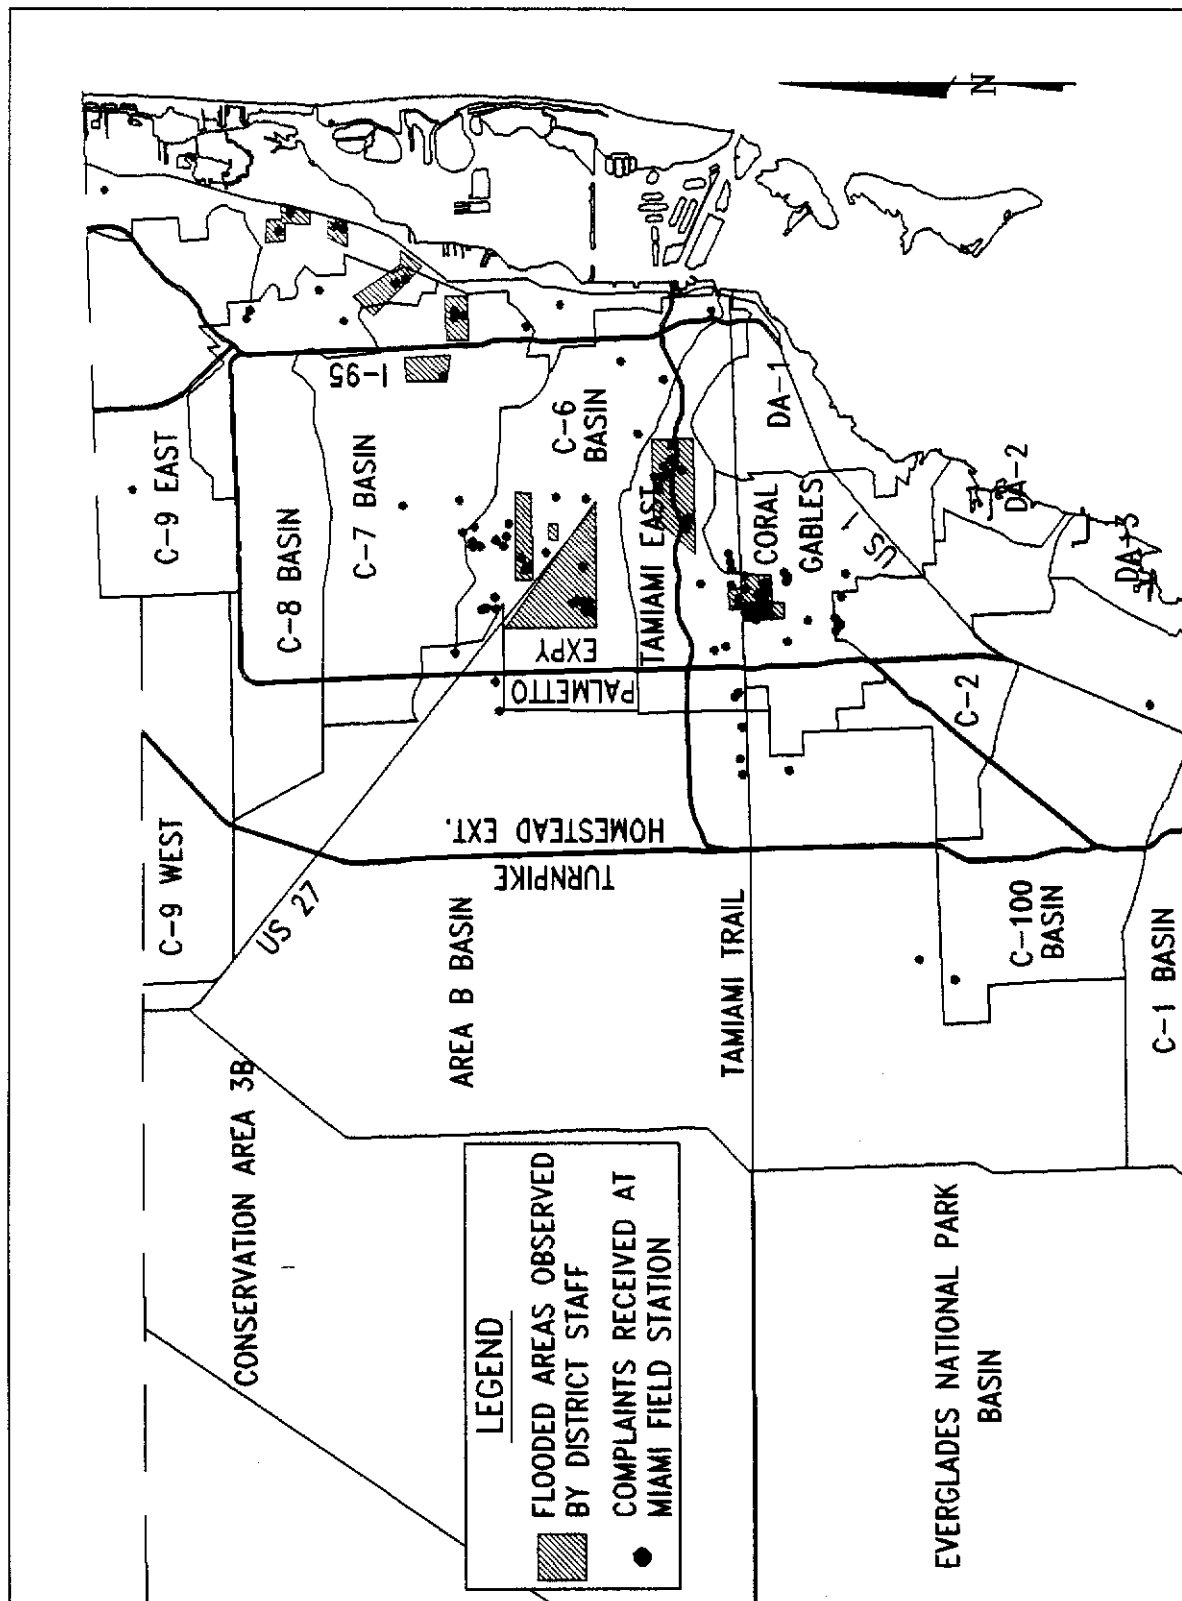 N
C-9 WEST
C-9 EAST
CONSERVATION AREA 3B
US 27
C-8 BASIN
C-7 BASIN
I-95
AREA B BASIN
TURNPIKE
HOMESTEAD EXT.
PALMETTO
EXPY
C-6
BASIN
TAMIAMI EAST
TAMIAMI TRAIL
CORAL
GABLES
DA-1
US 1
C-2
DA-2
DA-3
C-100
BASIN
C-1 BASIN
EVERGLADES NATIONAL PARK
BASIN
LEGEND
FLOODED AREAS OBSERVED
BY DISTRICT STAFF
COMPLAINTS RECEIVED AT
MIAMI FIELD STATION